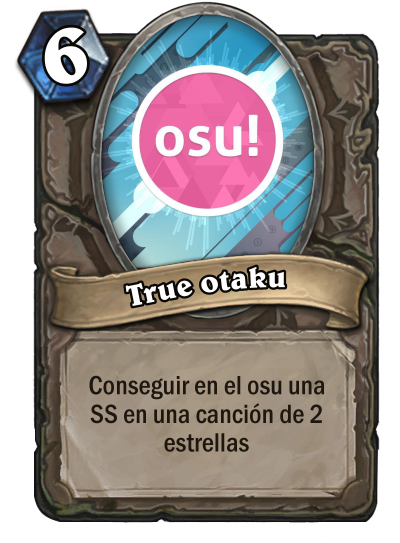 6
osu!
True otaku
Conseguir en el osu una
SS en una canción de 2
estrellas